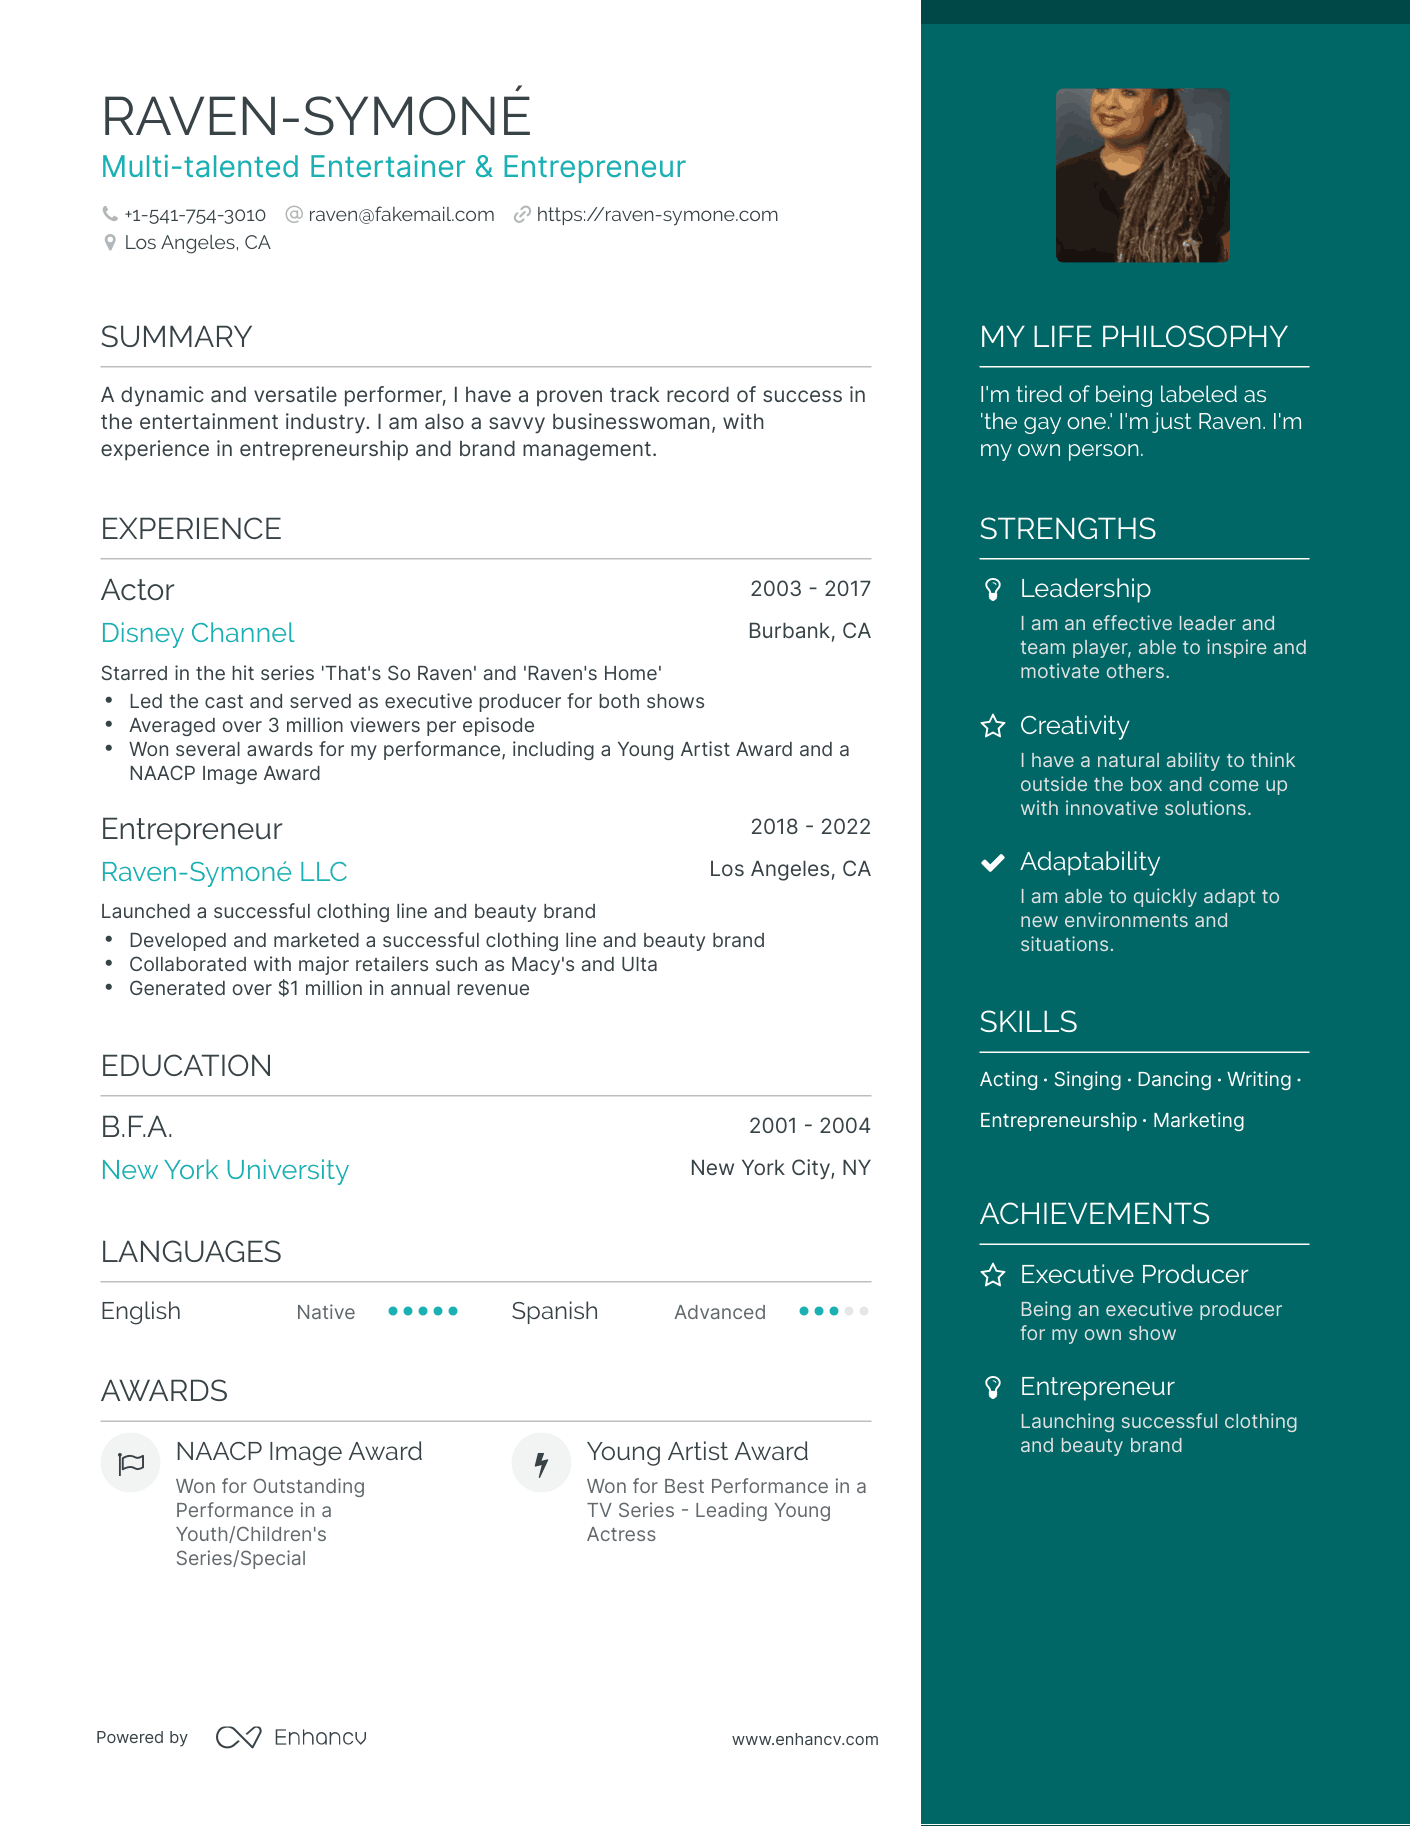 RAVEN-SYMONÉ
Multi-talented Entertainer & Entrepreneur
+1-541-754-3010 @ raven@fakemail.com https://raven-symone.com
Los Angeles, CA
SUMMARY
A dynamic and versatile performer, I have a proven track record of success in
the entertainment industry. I am also a savvy businesswoman, with
experience in entrepreneurship and brand management.
EXPERIENCE
Actor 2003 - 2017
Disney Channel Burbank, CA
Starred in the hit series 'That's So Raven' and 'Raven's Home'
• Led the cast and served as executive producer for both shows
• Averaged over 3 million viewers per episode
• Won several awards for my performance, including a Young Artist Award and a
NAACP Image Award
Entrepreneur 2018 - 2022
Raven-Symoné LLC Los Angeles, CA
Launched a successful clothing line and beauty brand
• Developed and marketed a successful clothing line and beauty brand
• Collaborated with major retailers such as Macy's and Ulta
• Generated over $1 million in annual revenue
EDUCATION
B.F.A. 2001 - 2004
New York University New York City, NY
LANGUAGES
English Native Spanish Advanced
AWARDS
NAACP Image Award
Won for Outstanding
Performance in a
Youth/Children's
Series/Special
Young Artist Award
Won for Best Performance in a
TV Series - Leading Young
Actress
MY LIFE PHILOSOPHY
I'm tired of being labeled as
'the gay one.' I'm just Raven. I'm
my own person.
STRENGTHS
Leadership
I am an effective leader and
team player, able to inspire and
motivate others.
Creativity
I have a natural ability to think
outside the box and come up
with innovative solutions.
Adaptability
I am able to quickly adapt to
new environments and
situations.
SKILLS
Acting · Singing · Dancing · Writing ·
Entrepreneurship · Marketing
ACHIEVEMENTS
Executive Producer
Being an executive producer
for my own show
Entrepreneur
Launching successful clothing
and beauty brand
Powered by Enhancv www.enhancv.com